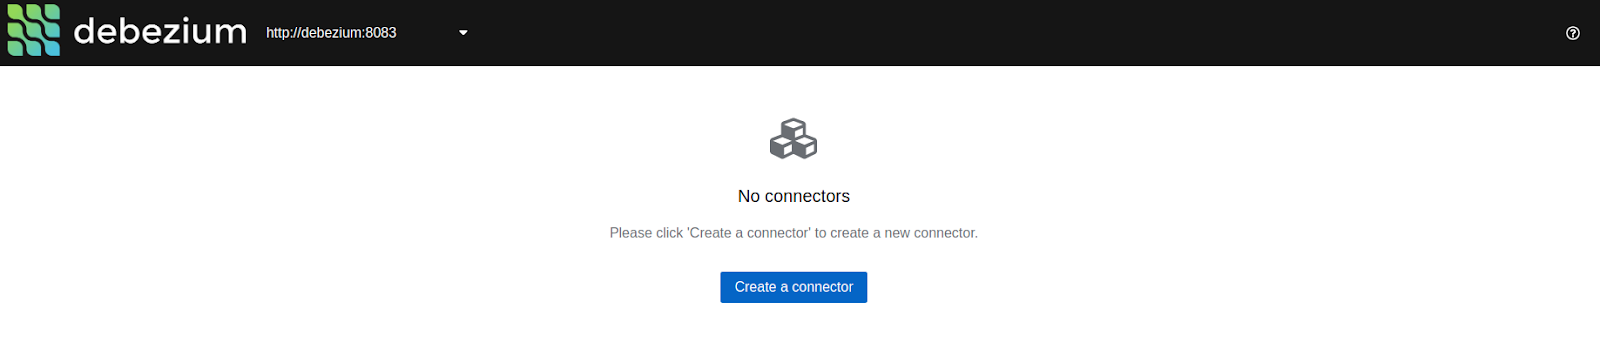 debezium http://debezium:8083
No connectors
Please click 'Create a connector' to create a new connector.
Create a connector